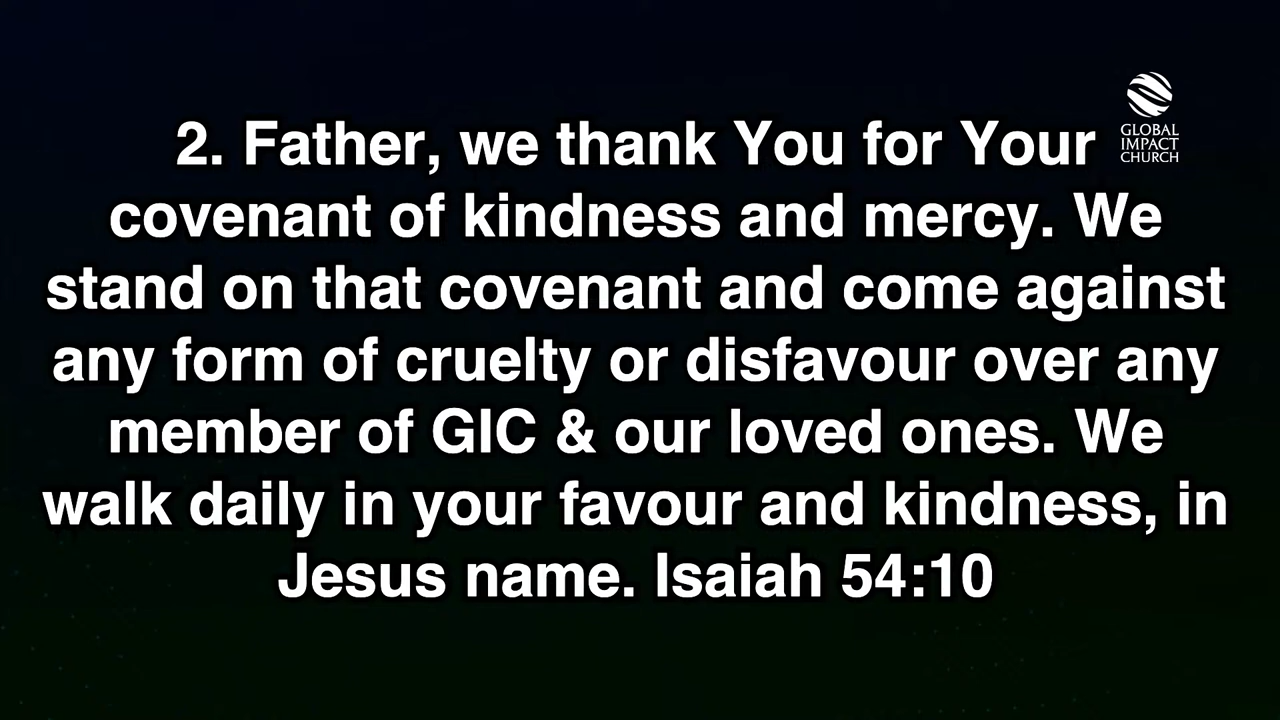 2. Father, we thank You for Your
covenant of kindness and mercy. We
stand on that covenant and come against
any form of cruelty or disfavour over any
member of GIC & our loved ones. We
walk daily in your favour and kindness, in
Jesus name. Isaiah 54:10
GLOBAL
IMPACT
CHURCH